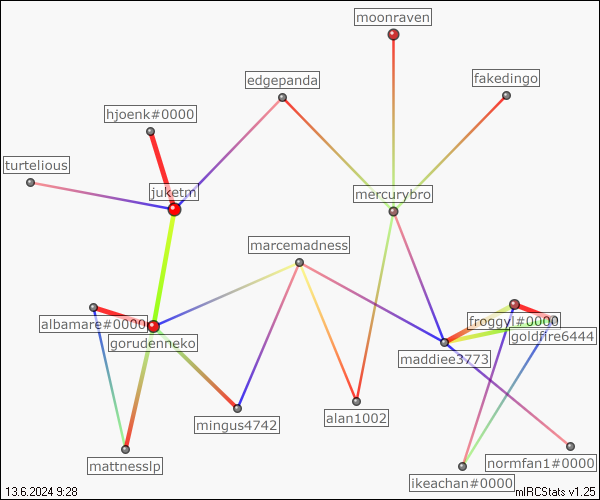 moonraven
edgepanda
fakedingo
hjoenk#0000
turtelious
juketm
mercurybro
marcemadness
albamare#0000
froggyl#0000
goldfire6444
gorudenneko
maddiee3773
mingus4742
alan1002
mattnesslp
normfan1#0000
ikeachan#0000
13.6.2024 9:28
mIRCStats v1.25